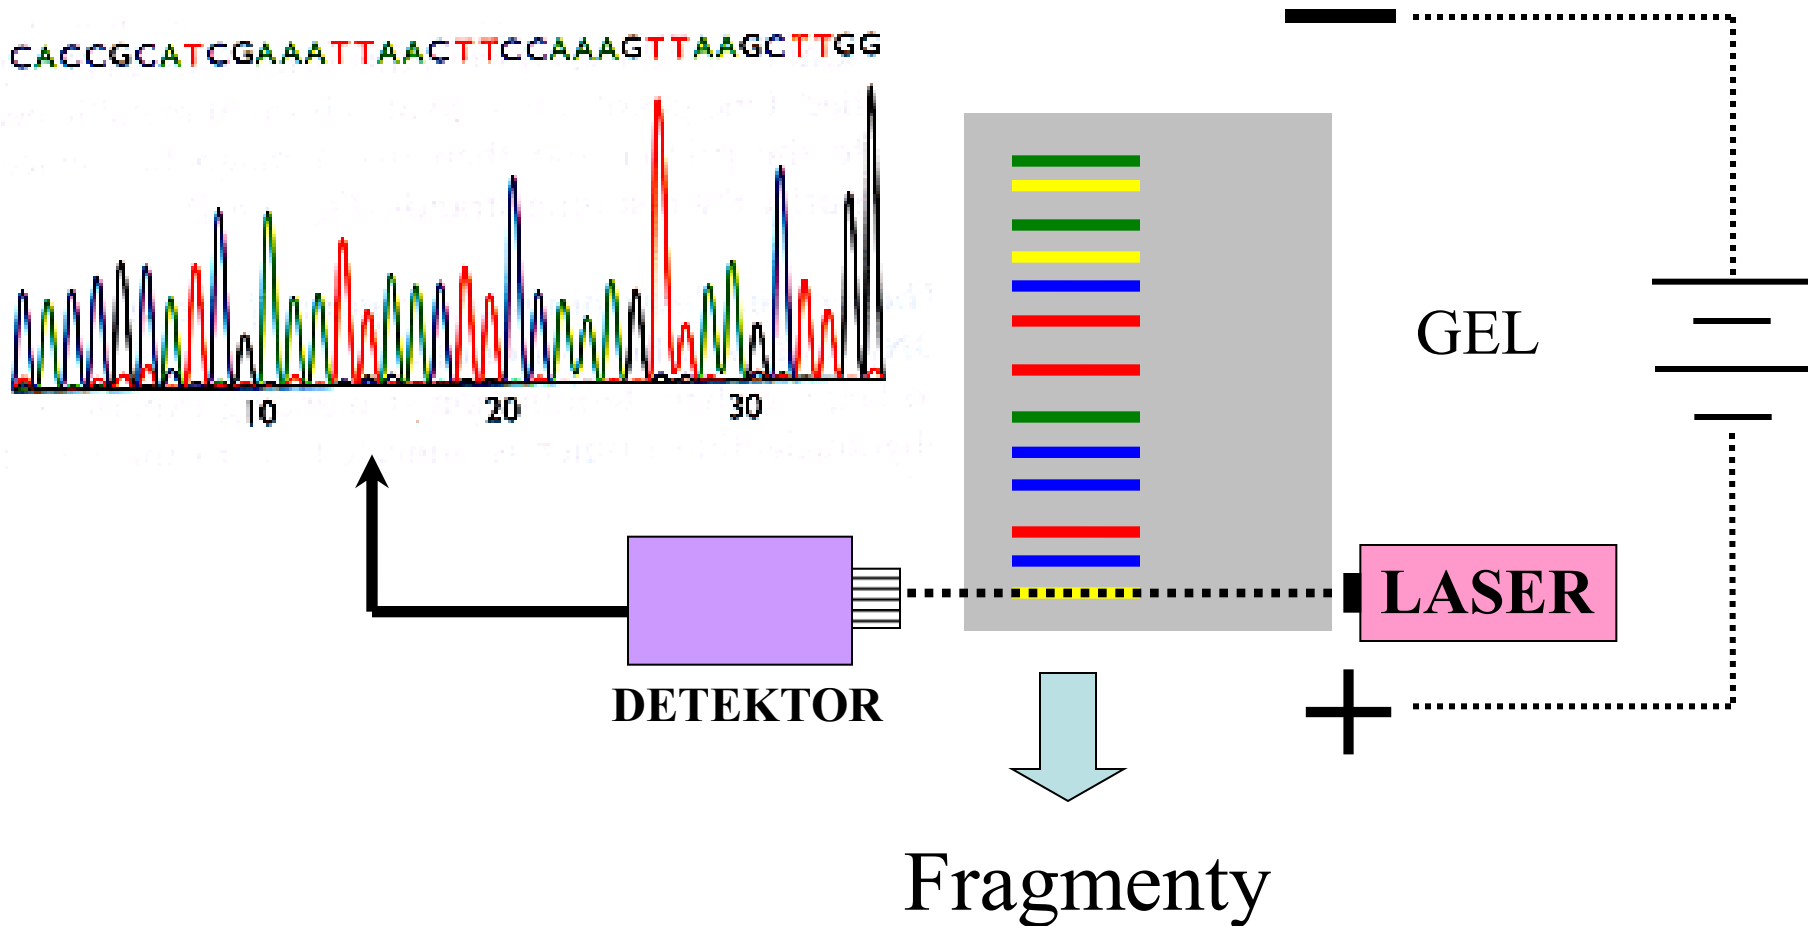 CACCGCATCGAAATTAACTTCCAAAGTTAAGCTTGG
10 20 30
GEL
LASER
DETEKTOR
Fragmenty